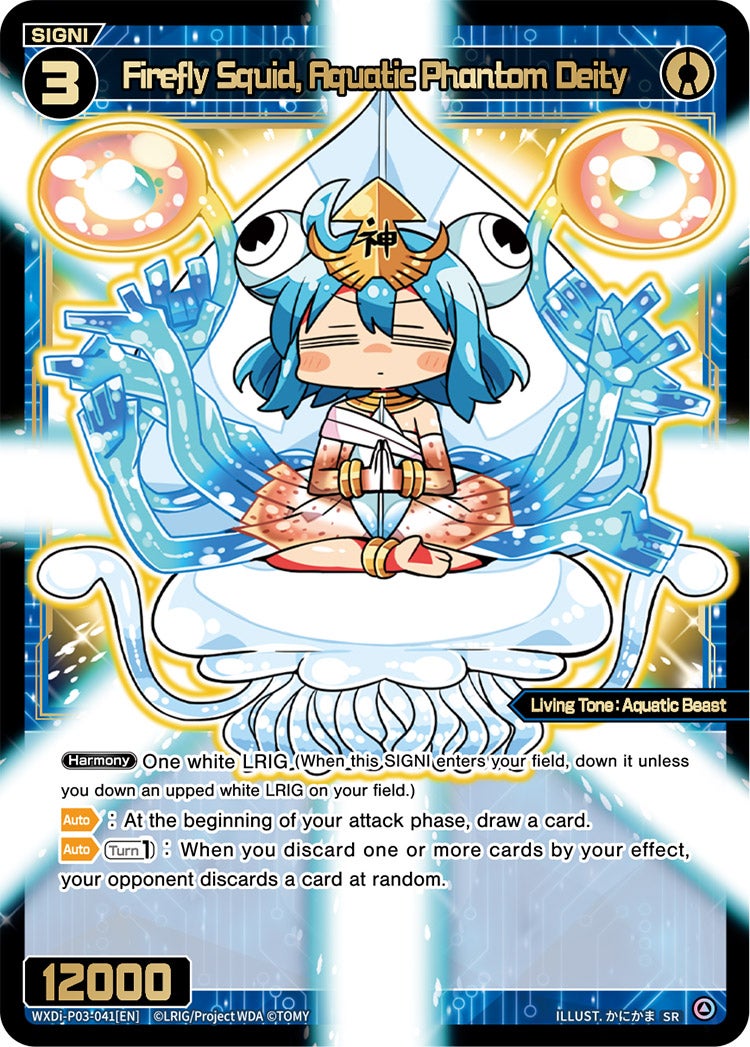 SIGNI
3
Firefly Squid, Aquatic Phantom Deity
神
Living Tone : Aquatic Beast
Harmony One white LRIG (When this SIGNI enters your field, down it unless
you down an upped white LRIG on your field.)
Auto : At the beginning of your attack phase, draw a card.
Auto Turn 1 : When you discard one or more cards by your effect,
your opponent discards a card at random.
12000
WXDi-P03-041[EN] ©LRIG/Project WDA ©TOMY ILLUST. かにかま SR